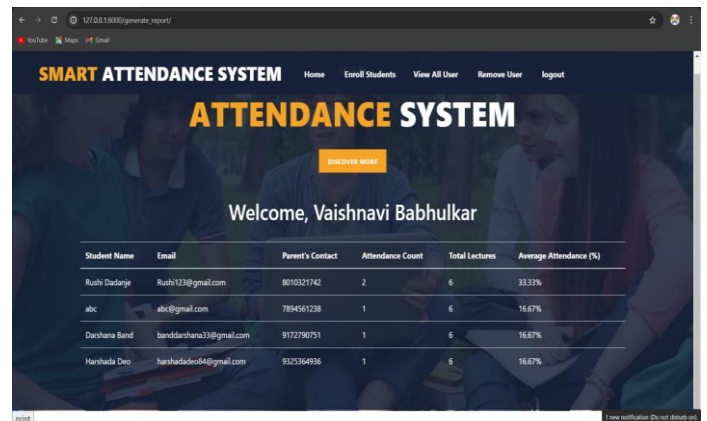 127.0.0.1:8000/generate_report/
YouTube Maps Gmail
SMART ATTENDANCE SYSTEM Home Enroll Students View All User Remove User logout
ATTENDANCE SYSTEM
DISCOVER MORE
Welcome, Vaishnavi Babhulkar
Student Name Email Parent's Contact Attendance Count Total Lectures Average Attendance (%)
Rushi Dadanje Rushi123@gmail.com 8010321742 2 6 33.33%
abc abc@gmail.com 7894561238 1 6 16.67%
Darshana Band banddarshana33@gmail.com 9172790751 1 6 16.67%
Harshada Deo harshadadeo84@gmail.com 9325364936 1 6 16.67%
print 1 new notification (Do not disturb on)